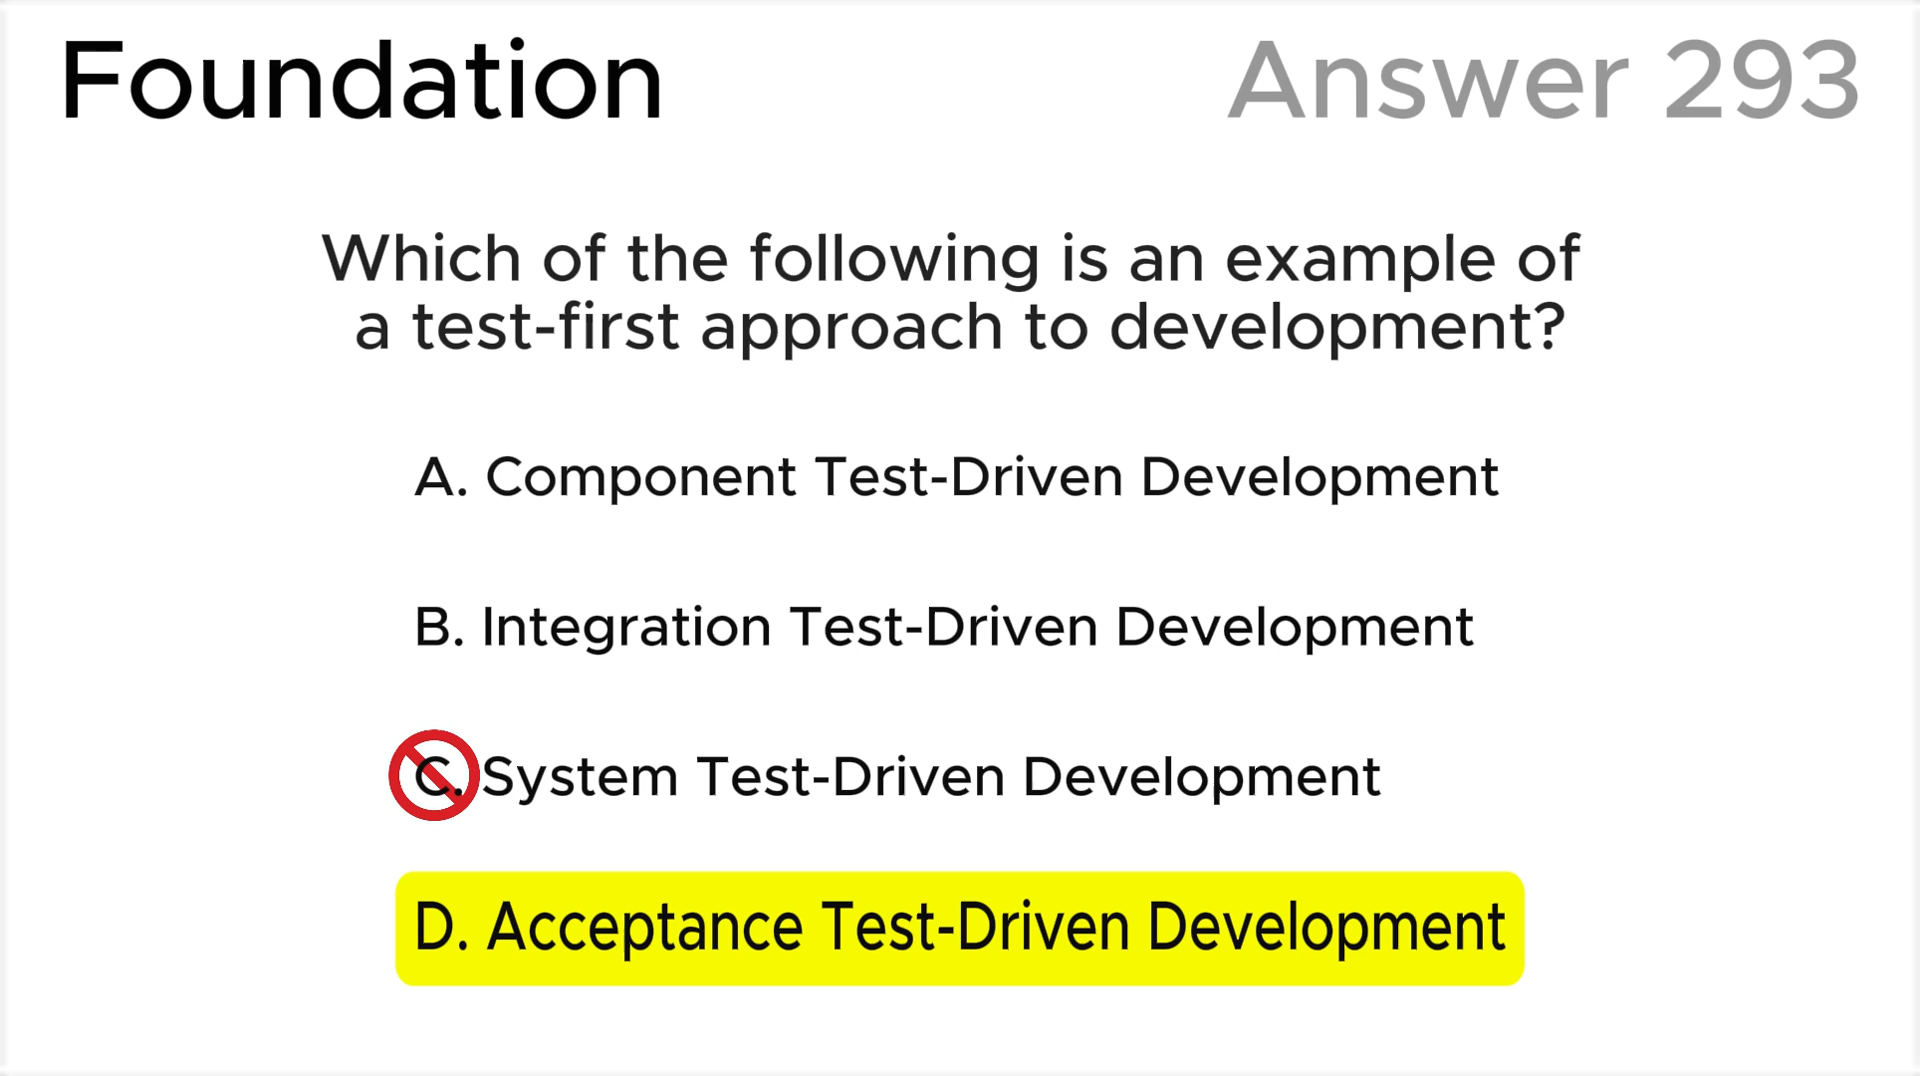 Foundation
Answer 293
Which of the following is an example of
a test-first approach to development?
A. Component Test-Driven Development
B. Integration Test-Driven Development
C. System Test-Driven Development
D. Acceptance Test-Driven Development